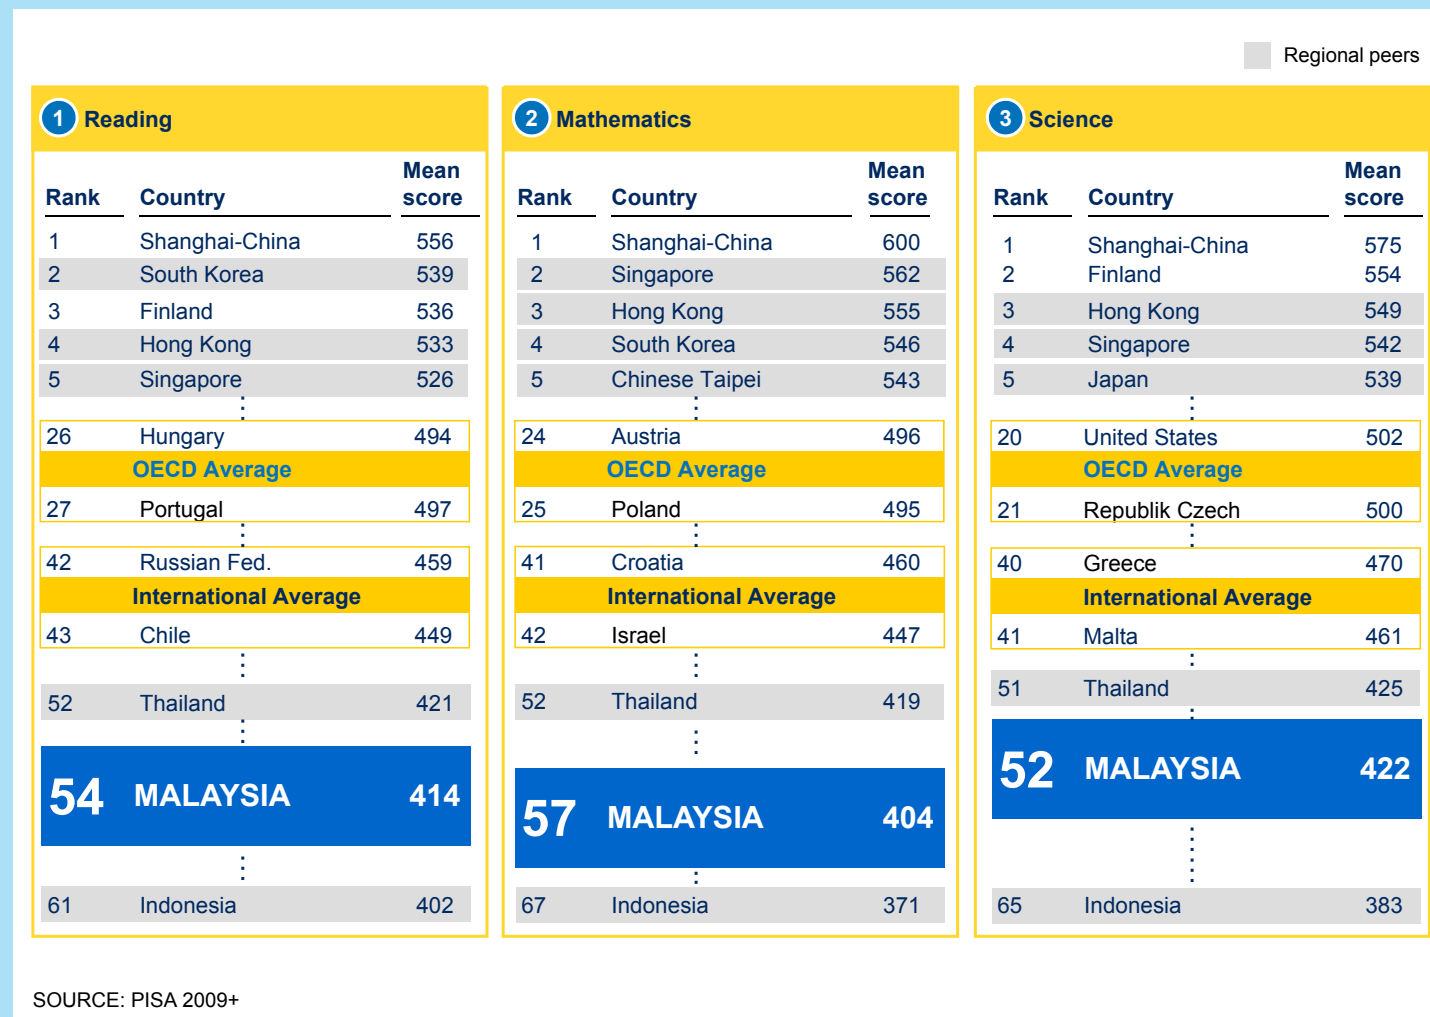 Regional peers
1 Reading
Rank Country Mean score
1 Shanghai-China 556
2 South Korea 539
3 Finland 536
4 Hong Kong 533
5 Singapore 526
26 Hungary 494
OECD Average
27 Portugal 497
42 Russian Fed. 459
International Average
43 Chile 449
52 Thailand 421
54 MALAYSIA 414
61 Indonesia 402
2 Mathematics
Rank Country Mean score
1 Shanghai-China 600
2 Singapore 562
3 Hong Kong 555
4 South Korea 546
5 Chinese Taipei 543
24 Austria 496
OECD Average
25 Poland 495
41 Croatia 460
International Average
42 Israel 447
52 Thailand 419
57 MALAYSIA 404
67 Indonesia 371
3 Science
Rank Country Mean score
1 Shanghai-China 575
2 Finland 554
3 Hong Kong 549
4 Singapore 542
5 Japan 539
20 United States 502
OECD Average
21 Republik Czech 500
40 Greece 470
International Average
41 Malta 461
51 Thailand 425
52 MALAYSIA 422
65 Indonesia 383
SOURCE: PISA 2009+